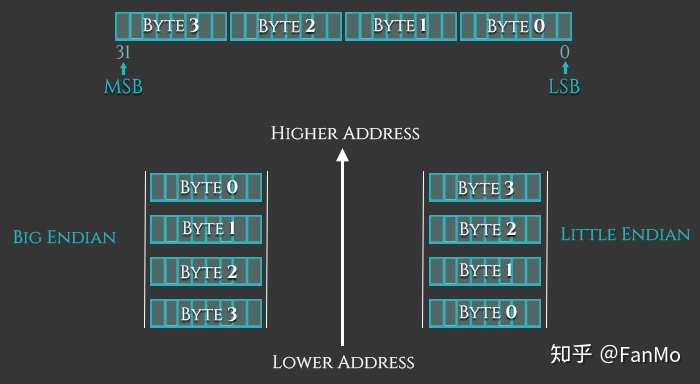 BYTE 3 BYTE 2 BYTE 1 BYTE 0
31 0
MSB LSB
HIGHER ADDRESS
BYTE 0
BYTE 1
BYTE 2
BYTE 3
BIG ENDIAN
BYTE 3
BYTE 2
BYTE 1
BYTE 0
LITTLE ENDIAN
LOWER ADDRESS
知乎 @FanMo